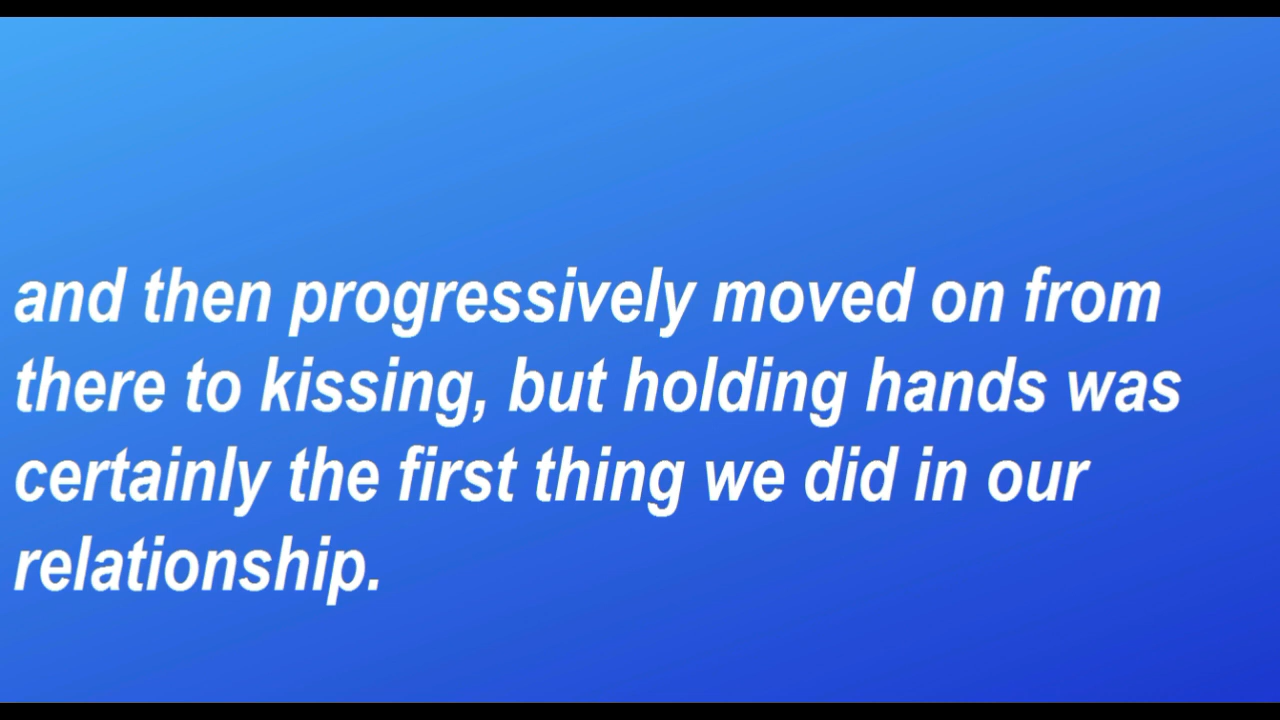 and then progressively moved on from
there to kissing, but holding hands was
certainly the first thing we did in our
relationship.